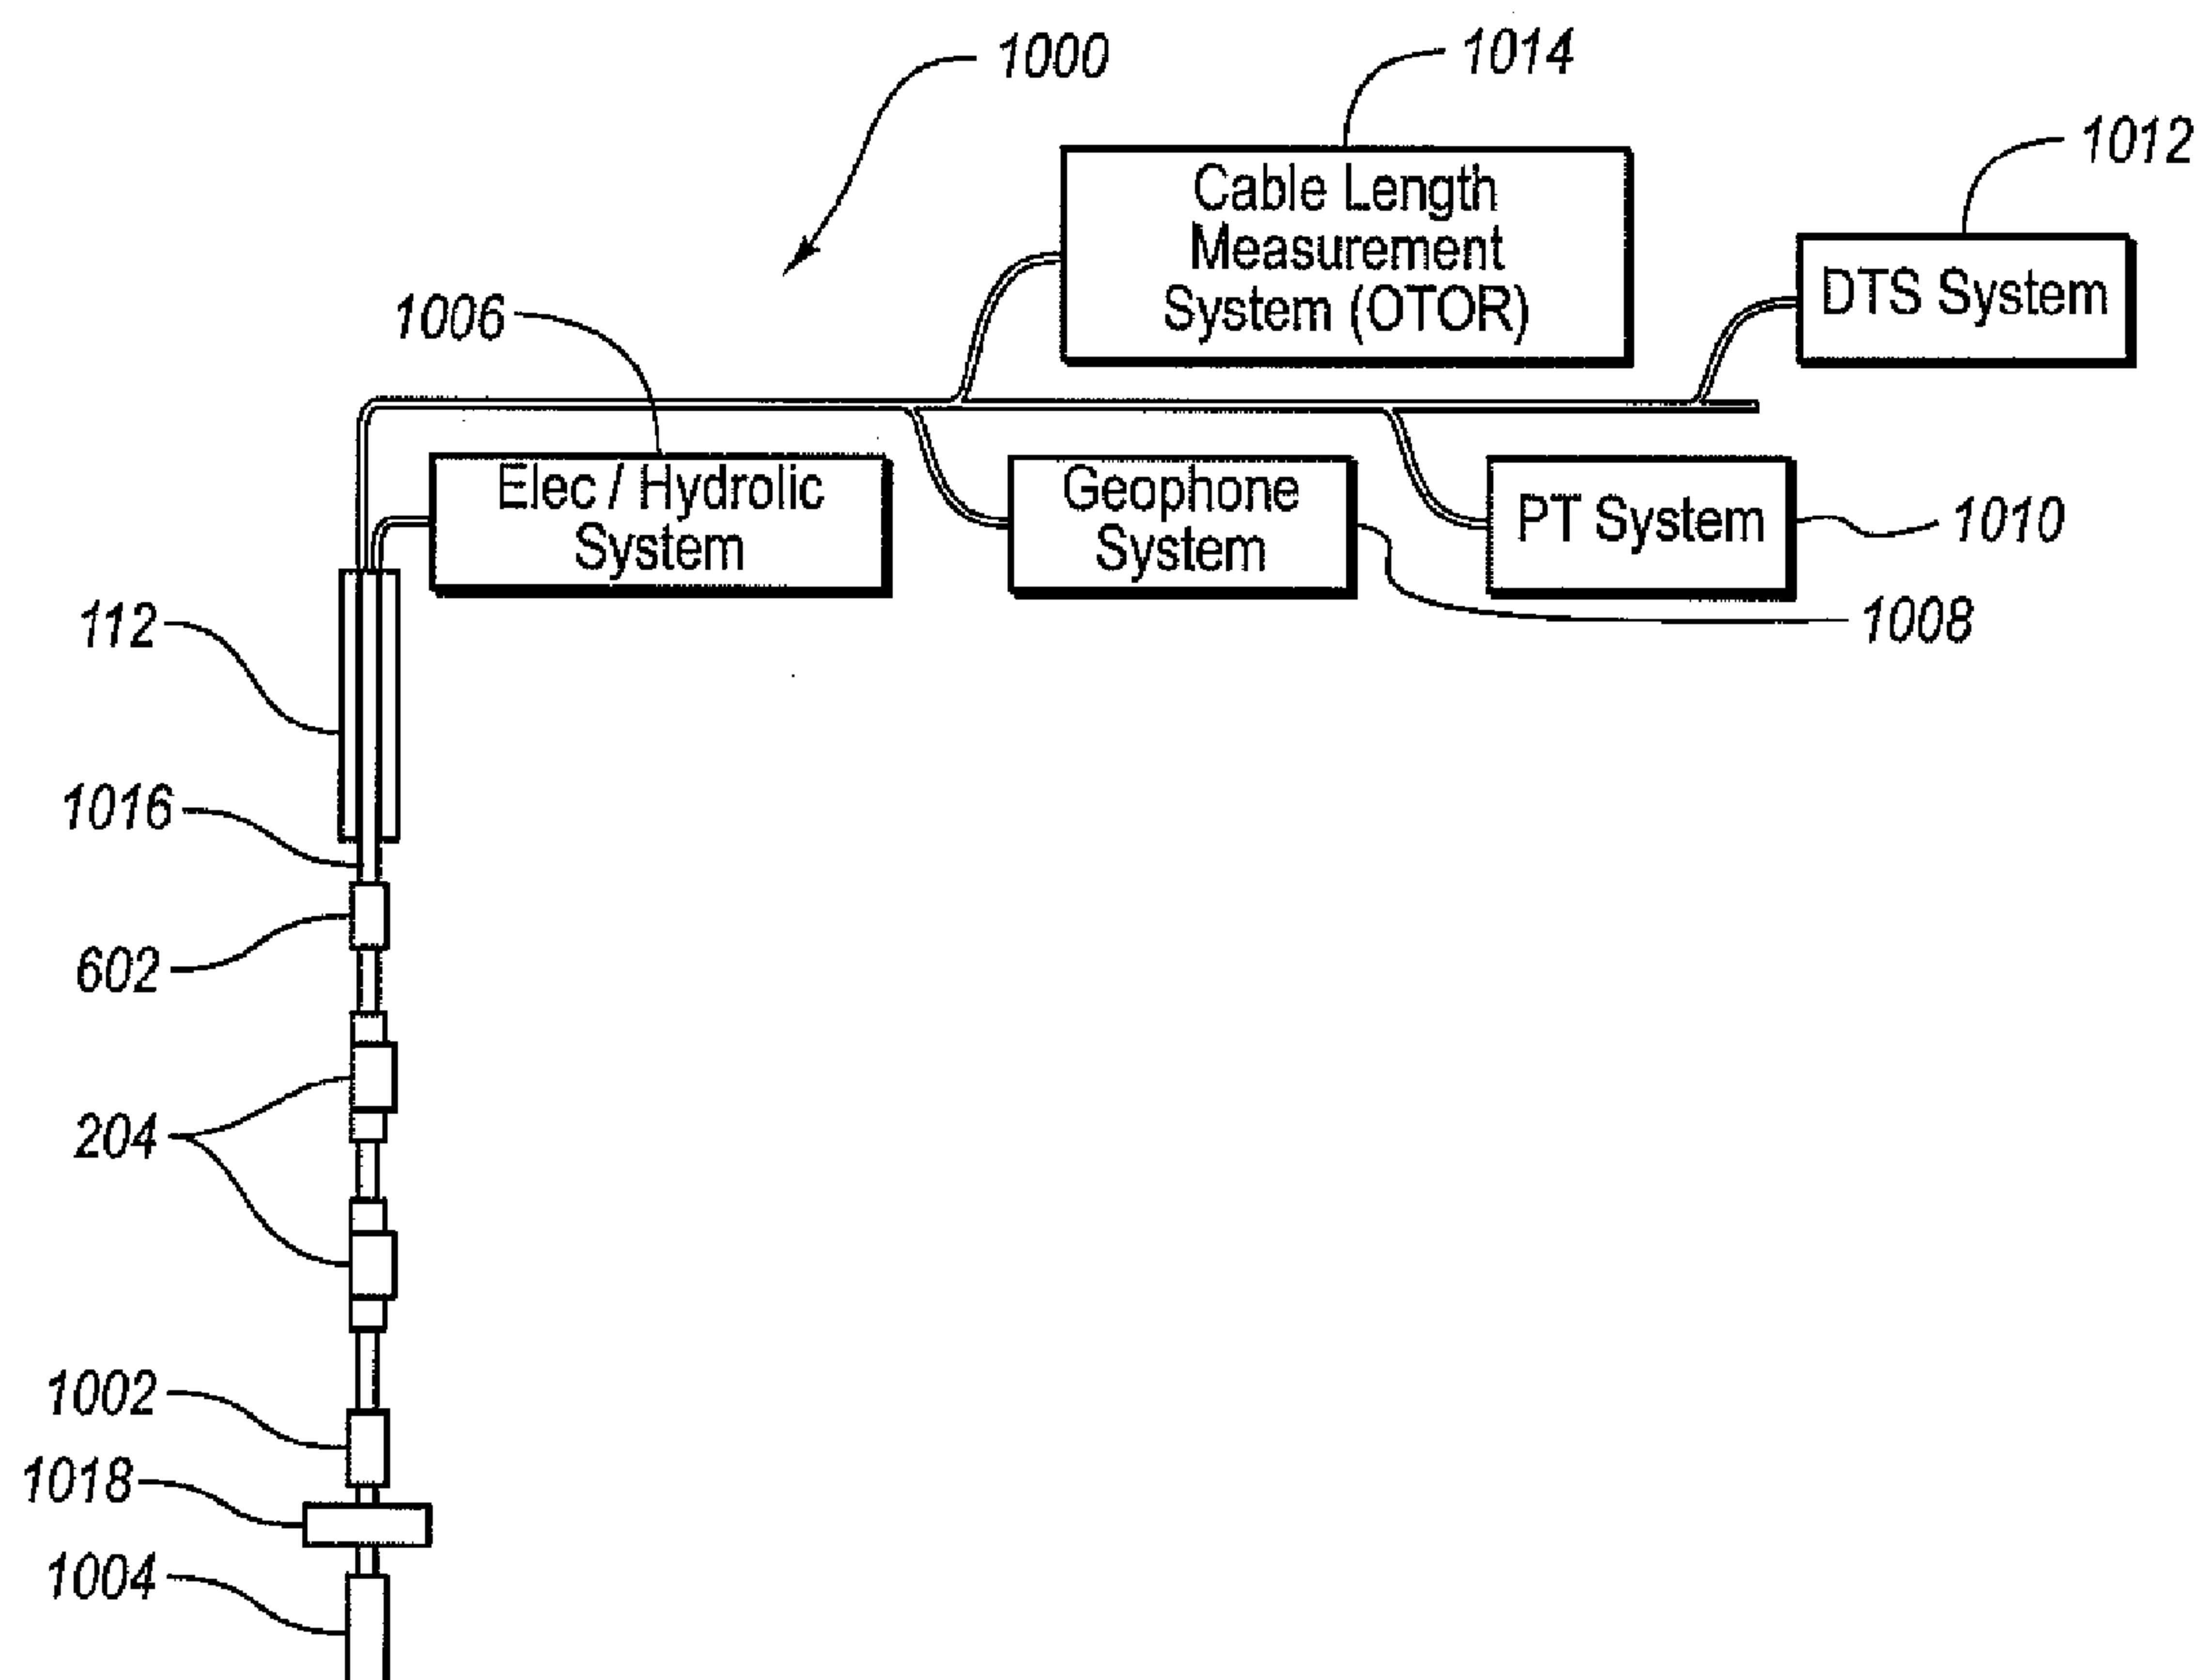 1000
1014
1012
Cable Length
Measurement
System (OTOR)
DTS System
1006
Elec / Hydrolic
System
Geophone
System
PT System
1010
1008
112
1016
602
204
1002
1018
1004